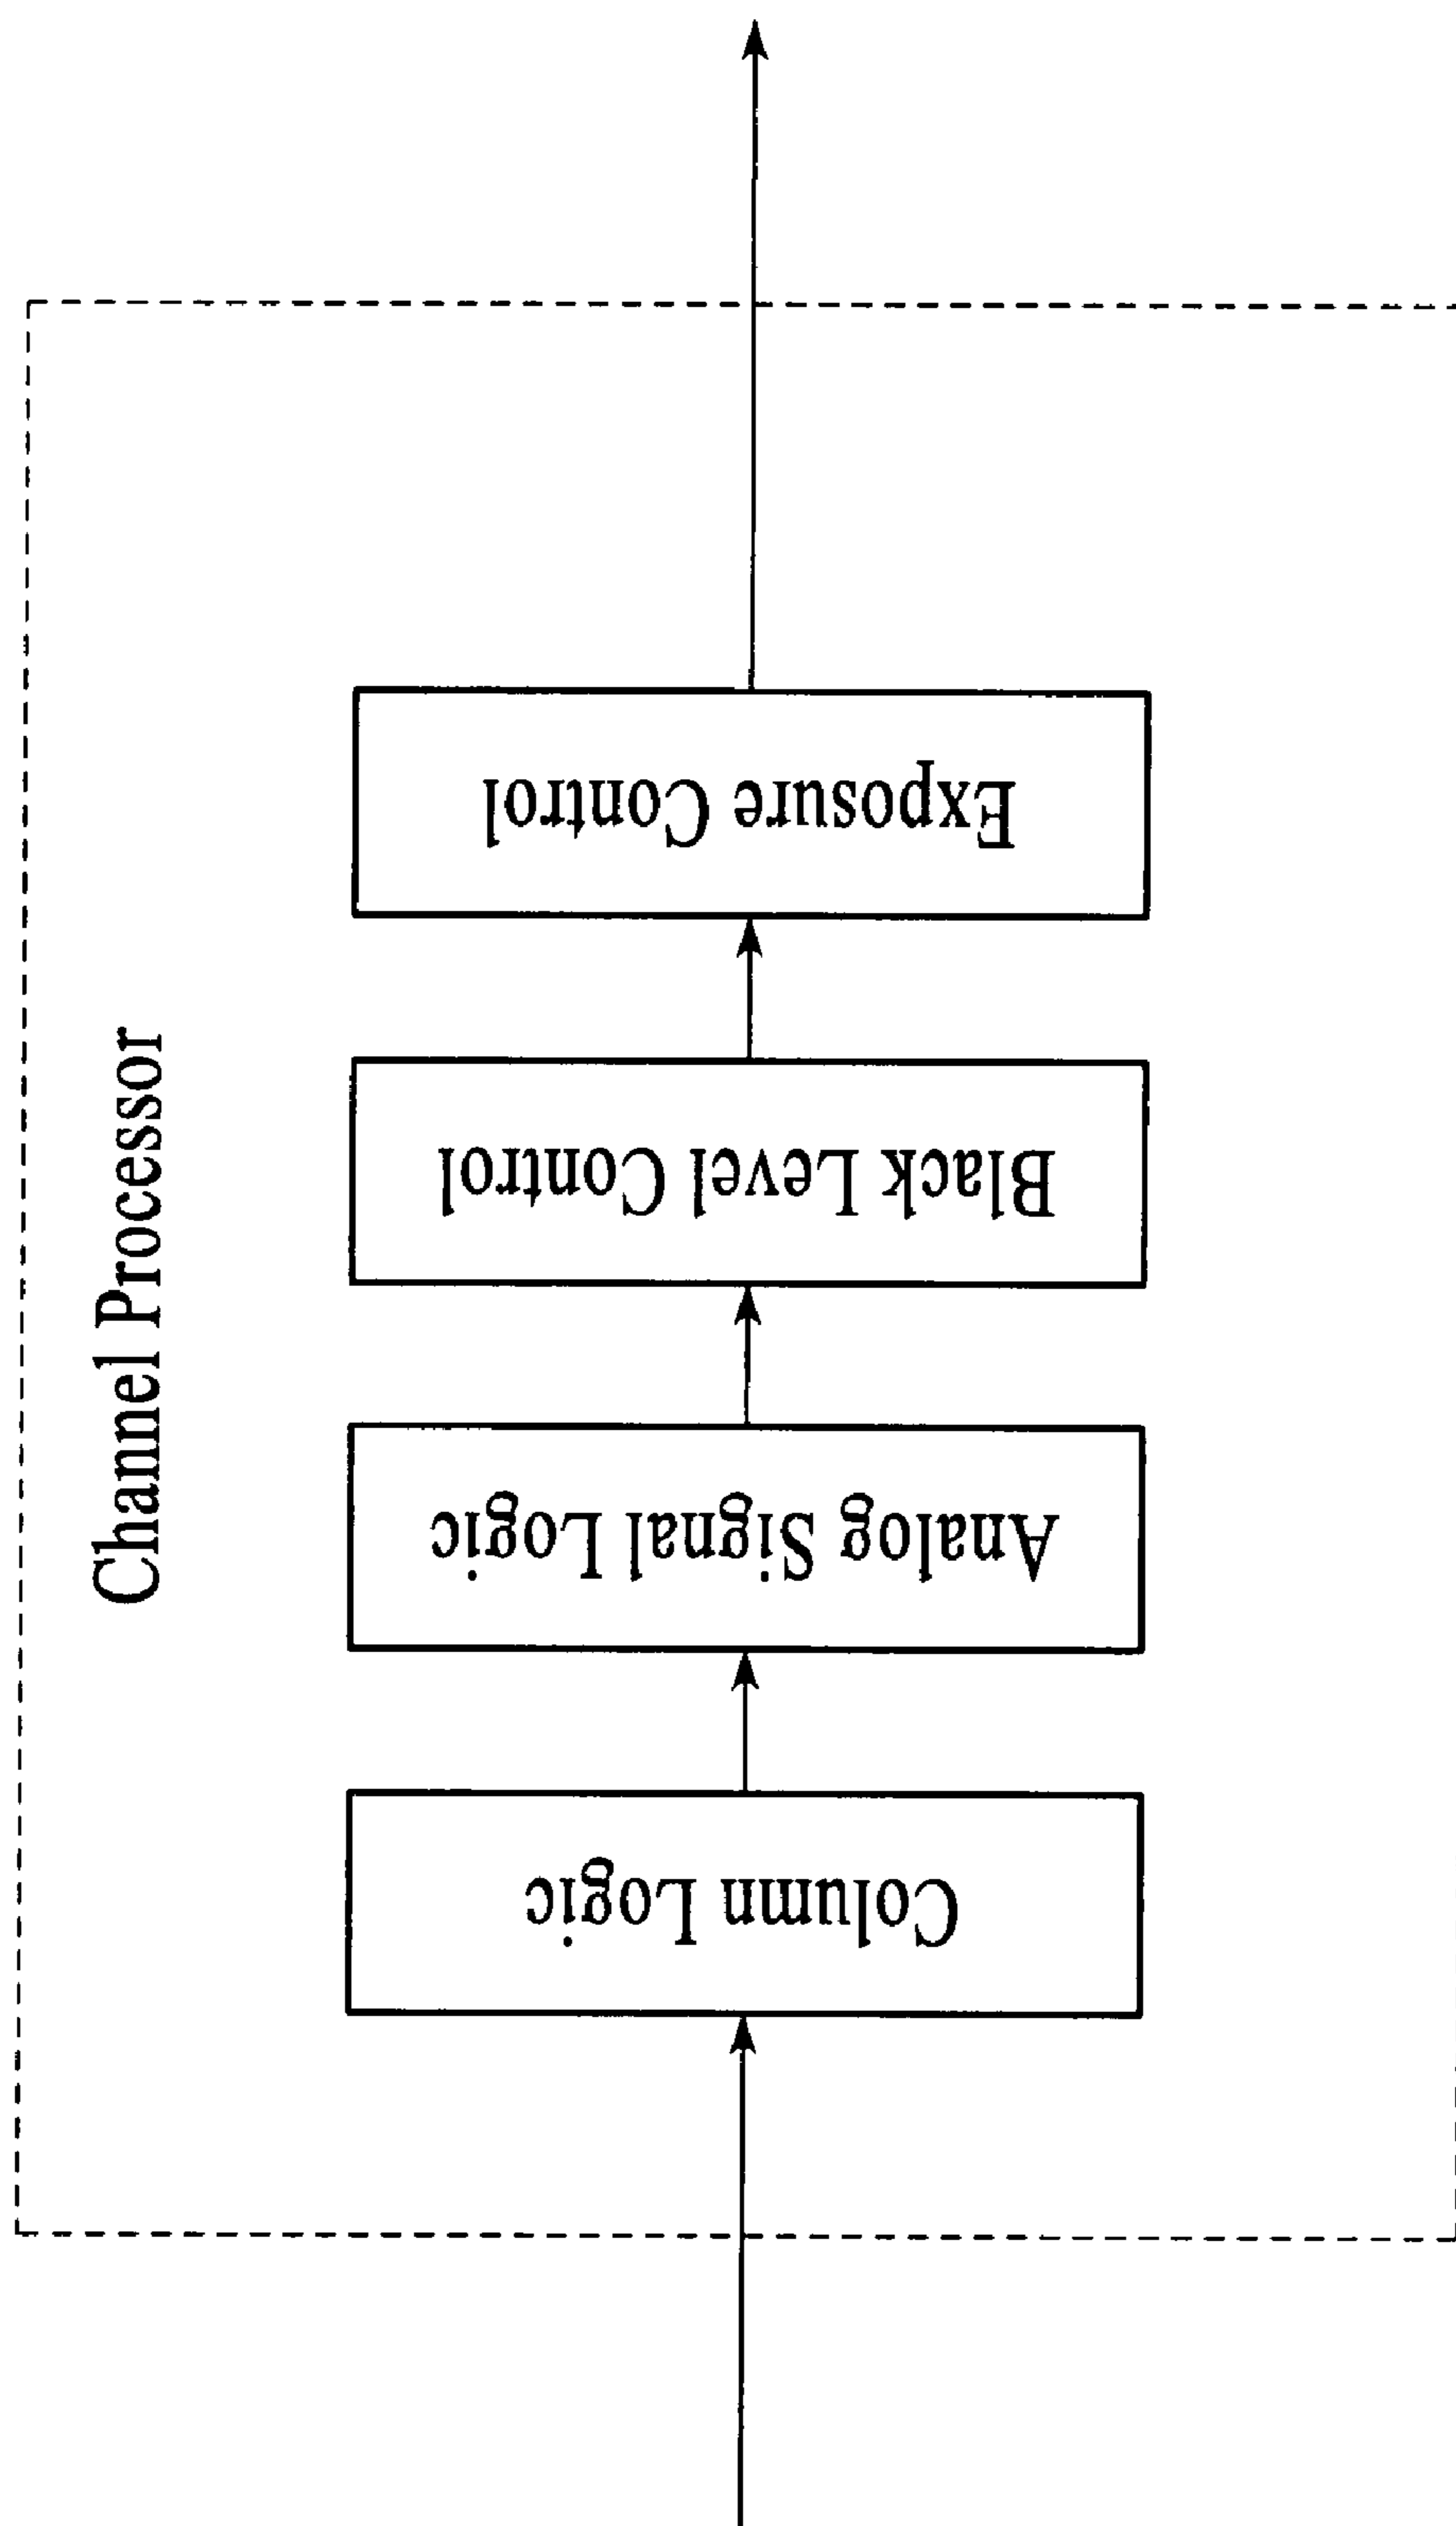 Channel Processor
Column Logic
Analog Signal Logic
Black Level Control
Exposure Control